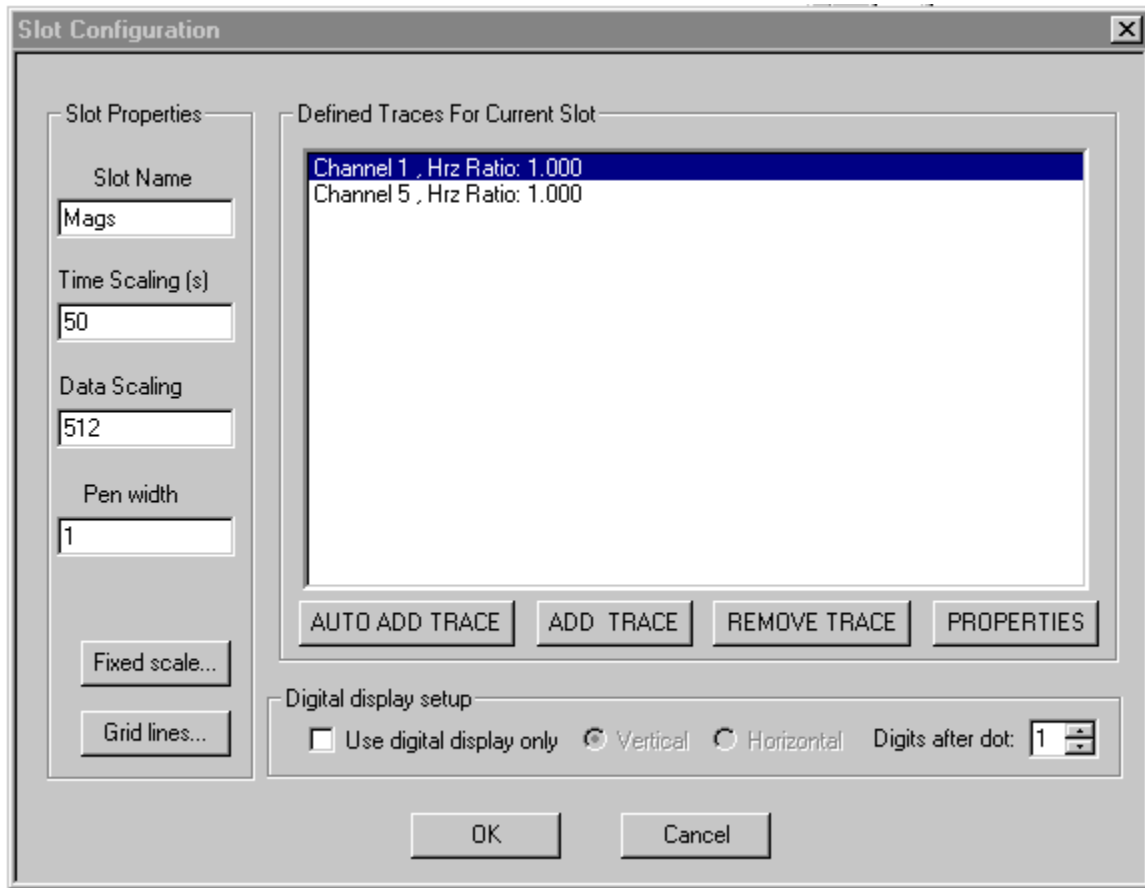 Slot Configuration
Slot Properties
Slot Name
Mags
Time Scaling (s)
50
Data Scaling
512
Pen width
1
Fixed scale...
Grid lines...
Defined Traces For Current Slot
Channel 1 , Hrz Ratio: 1.000
Channel 5 , Hrz Ratio: 1.000
AUTO ADD TRACE ADD TRACE REMOVE TRACE PROPERTIES
Digital display setup
Use digital display only Vertical Horizontal Digits after dot: 1
OK Cancel